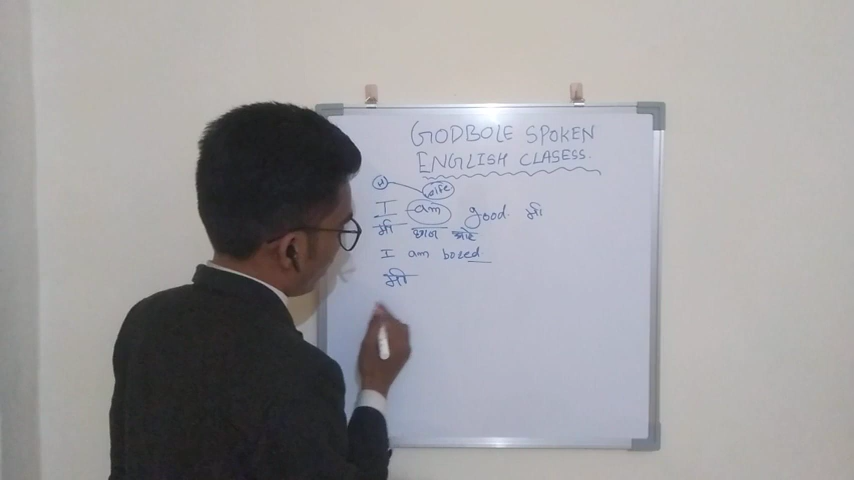 GODBOLE SPOKEN
ENGLISH CLASESS.
I am good. मी
मी छान आहे
I am bored.
मी